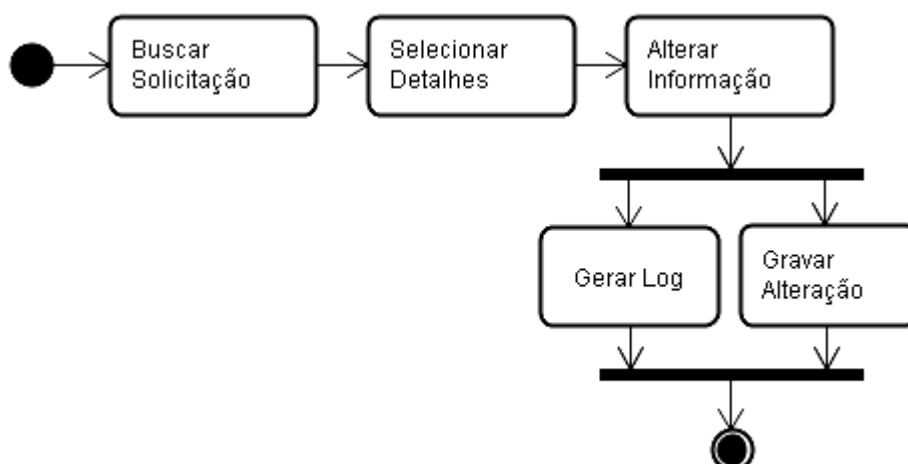 Buscar
Solicitação
Selecionar
Detalhes
Alterar
Informação
Gerar Log
Gravar
Alteração